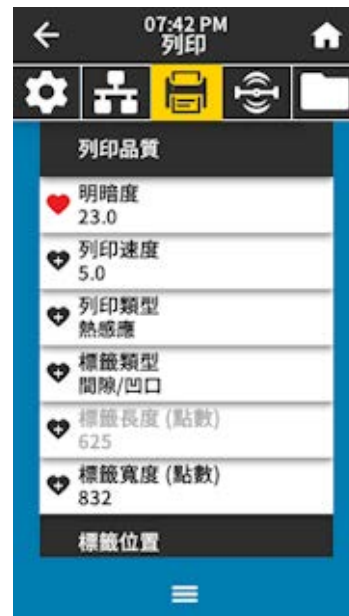 07:42 PM
列印
列印品質
明暗度
23.0
列印速度
5.0
列印類型
熱感應
標籤類型
間隙/凹口
標籤長度 (點數)
625
標籤寬度 (點數)
832
標籤位置